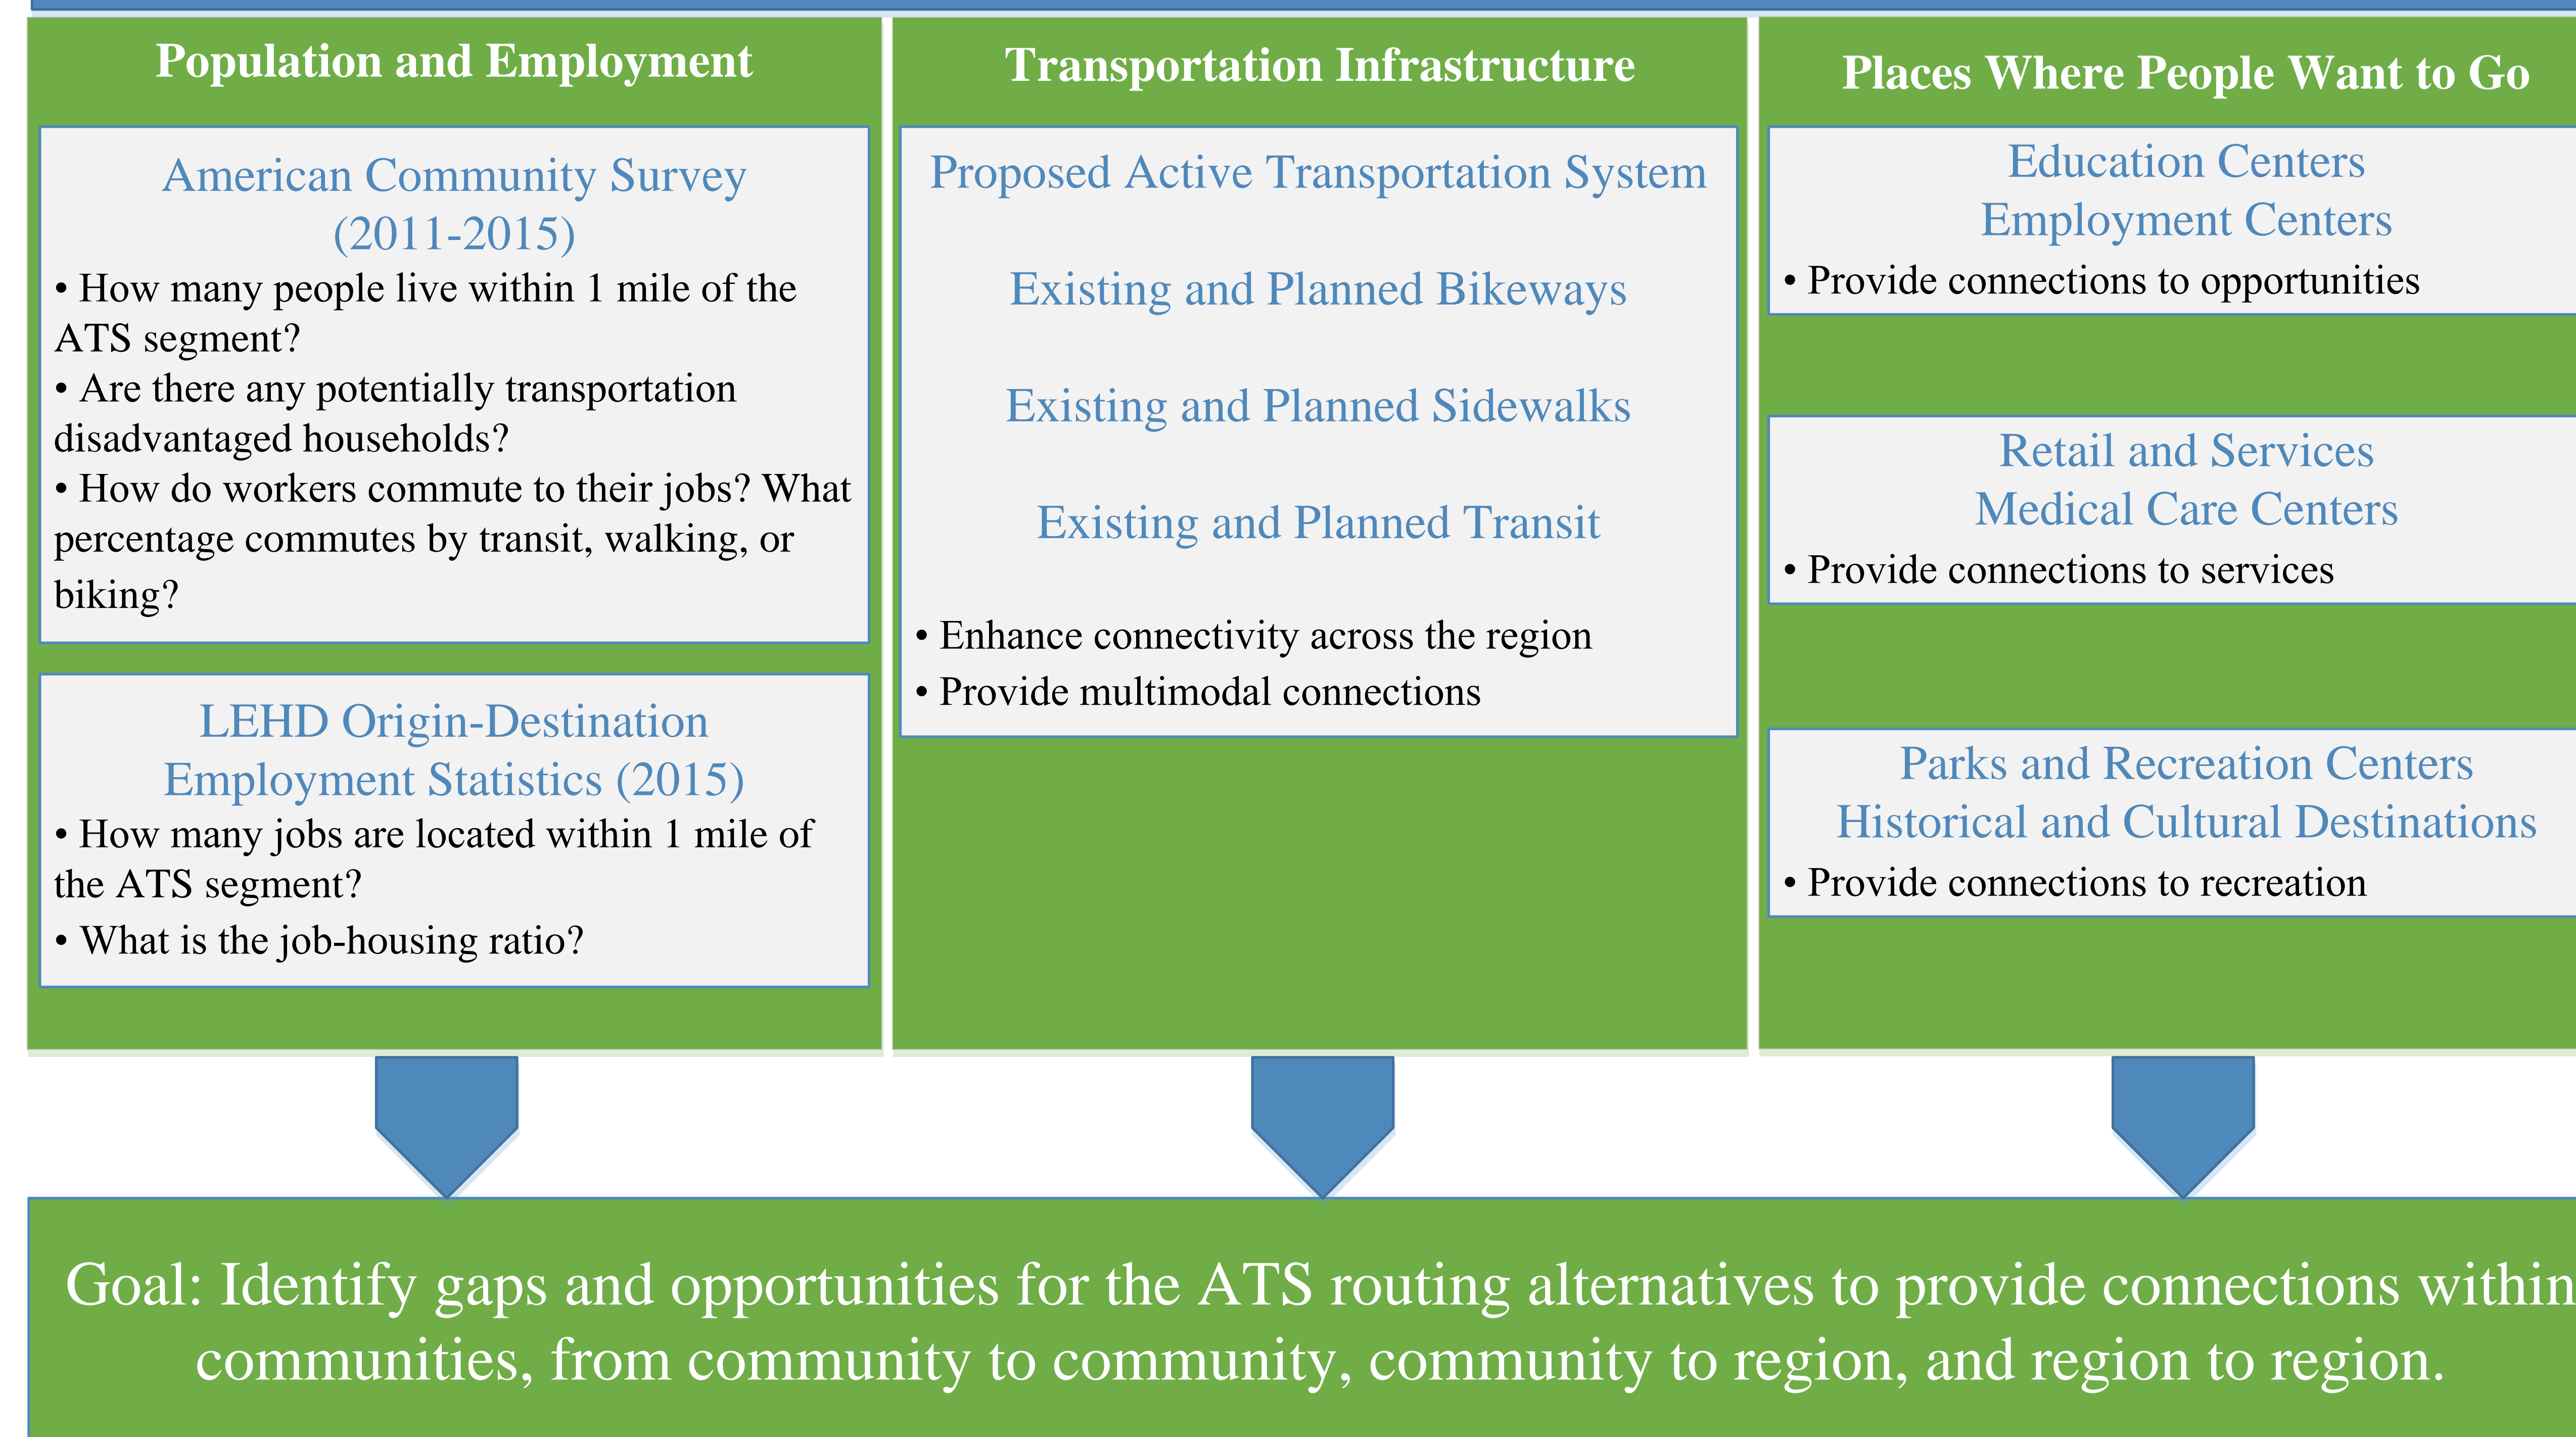 Population and Employment
American Community Survey
(2011-2015)
• How many people live within 1 mile of the
ATS segment?
• Are there any potentially transportation
disadvantaged households?
• How do workers commute to their jobs? What
percentage commutes by transit, walking, or
biking?
LEHD Origin-Destination
Employment Statistics (2015)
• How many jobs are located within 1 mile of
the ATS segment?
• What is the job-housing ratio?
Transportation Infrastructure
Proposed Active Transportation System
Existing and Planned Bikeways
Existing and Planned Sidewalks
Existing and Planned Transit
• Enhance connectivity across the region
• Provide multimodal connections
Places Where People Want to Go
Education Centers
Employment Centers
• Provide connections to opportunities
Retail and Services
Medical Care Centers
• Provide connections to services
Parks and Recreation Centers
Historical and Cultural Destinations
• Provide connections to recreation
Goal: Identify gaps and opportunities for the ATS routing alternatives to provide connections within
communities, from community to community, community to region, and region to region.